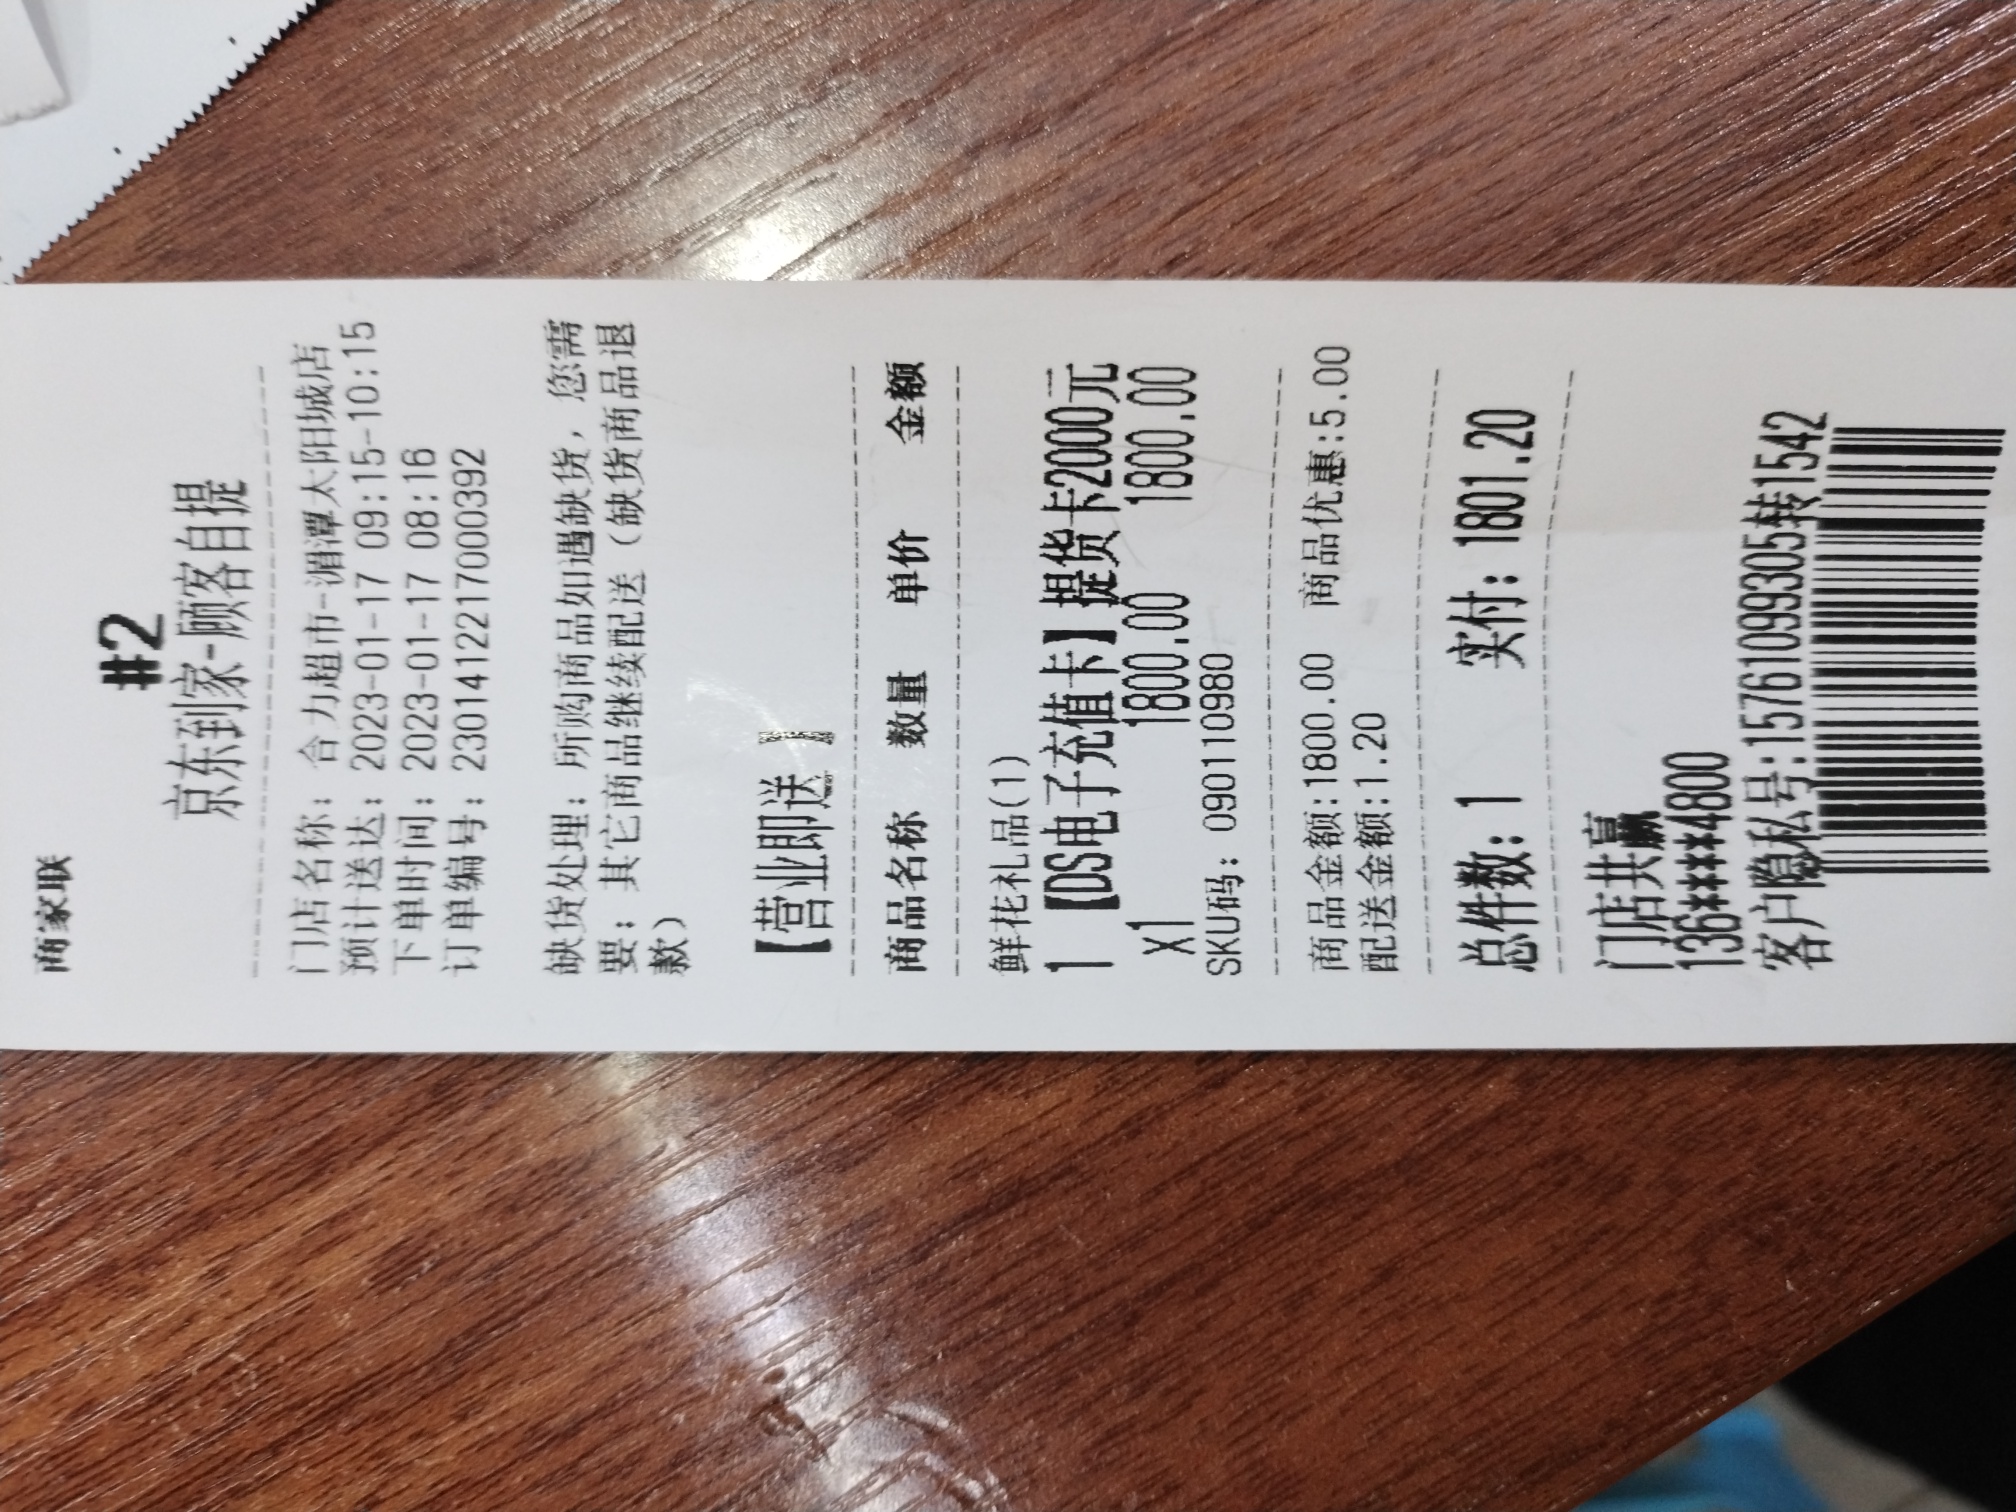 商家联
#2
京东到家-顾客自提
门店名称: 合力超市-湄潭太阳城店
预计送达: 2023-01-17 09:15-10:15
下单时间: 2023-01-17 08:16
订单编号: 2301412217000392
缺货处理: 所购商品如遇缺货, 您需
要: 其它商品继续配送 (缺货商品退
款)
【营业即送 】
商品名称 数量 单价 金额
鲜花礼品(1)
1 【DS电子充值卡】提货卡2000元
x1 1800.00 1800.00
SKU码: 090110980
商品金额:1800.00 商品优惠:5.00
配送金额:1.20
总件数: 1 实付: 1801.20
门店共赢
136****4800
客户隐私号:15761099305转1542